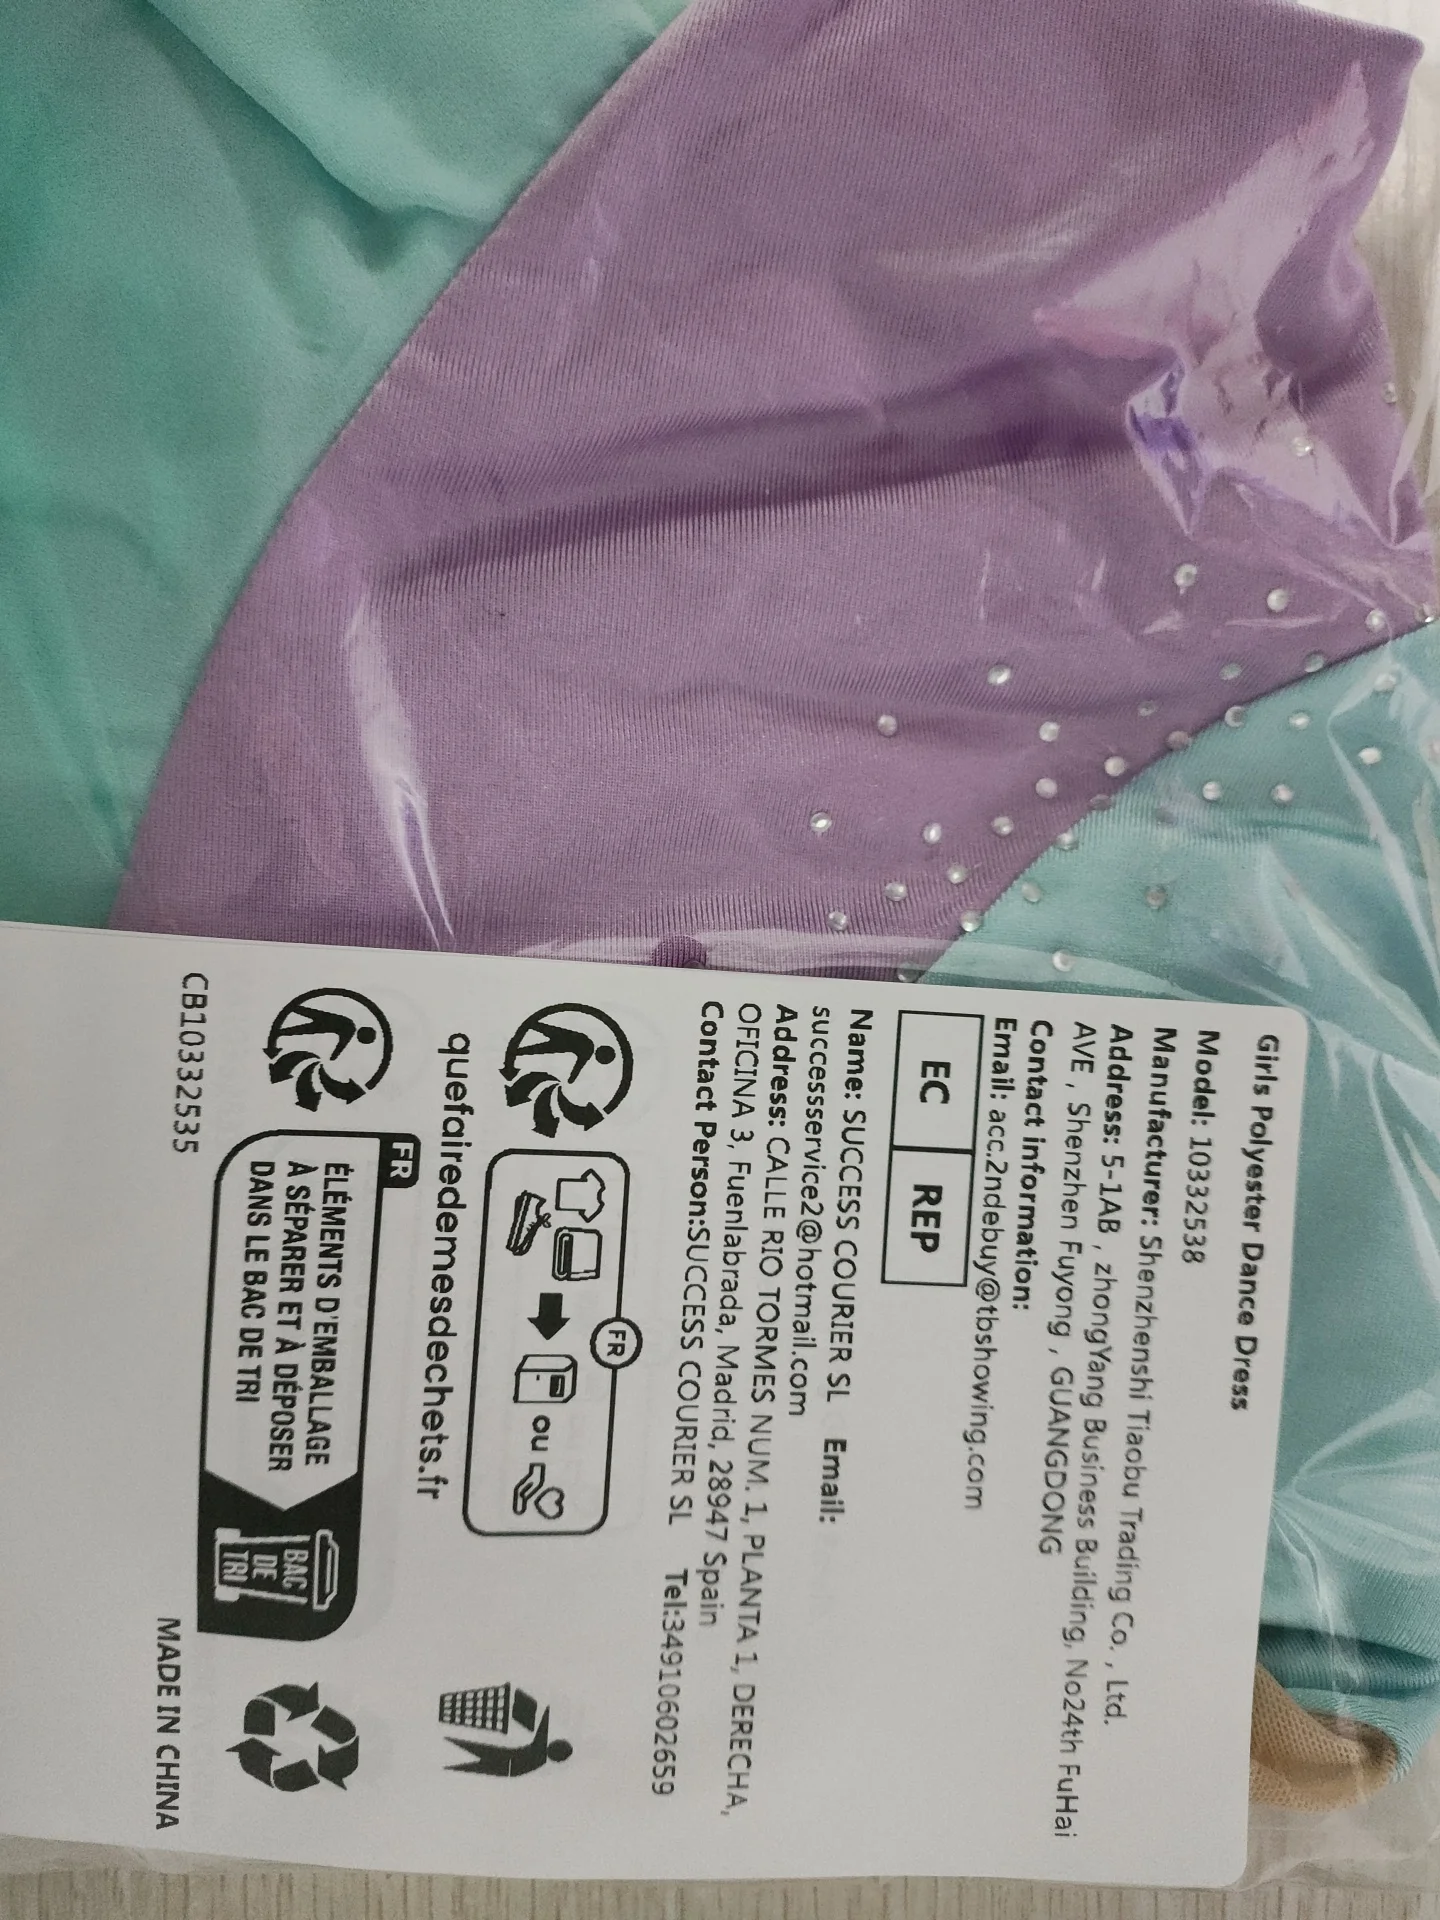 Girls Polyester Dance Dress
Model: 10332538
Manufacturer: Shenzhenshi Tiaobu Trading Co. , Ltd.
Address: 5-1AB , zhongYang Business Building, No24th FuHai
AVE , Shenzhen Fuyong , GUANGDONG
Contact information:
Email: acc.2ndebuy@tbshowing.com
EC REP
Name: SUCCESS COURIER SL Email:
successservice2@hotmail.com
Address: CALLE RIO TORMES NUM. 1, PLANTA 1, DERECHA,
OFICINA 3, Fuenlabrada, Madrid, 28947 Spain
Contact Person:SUCCESS COURIER SL Tel:34910602659
FR
ou
quefairedemesdechets.fr
FR
ÉLÉMENTS D'EMBALLAGE
À SÉPARER ET À DÉPOSER
DANS LE BAC DE TRI
BAC
DE
TRI
CB10332535
MADE IN CHINA